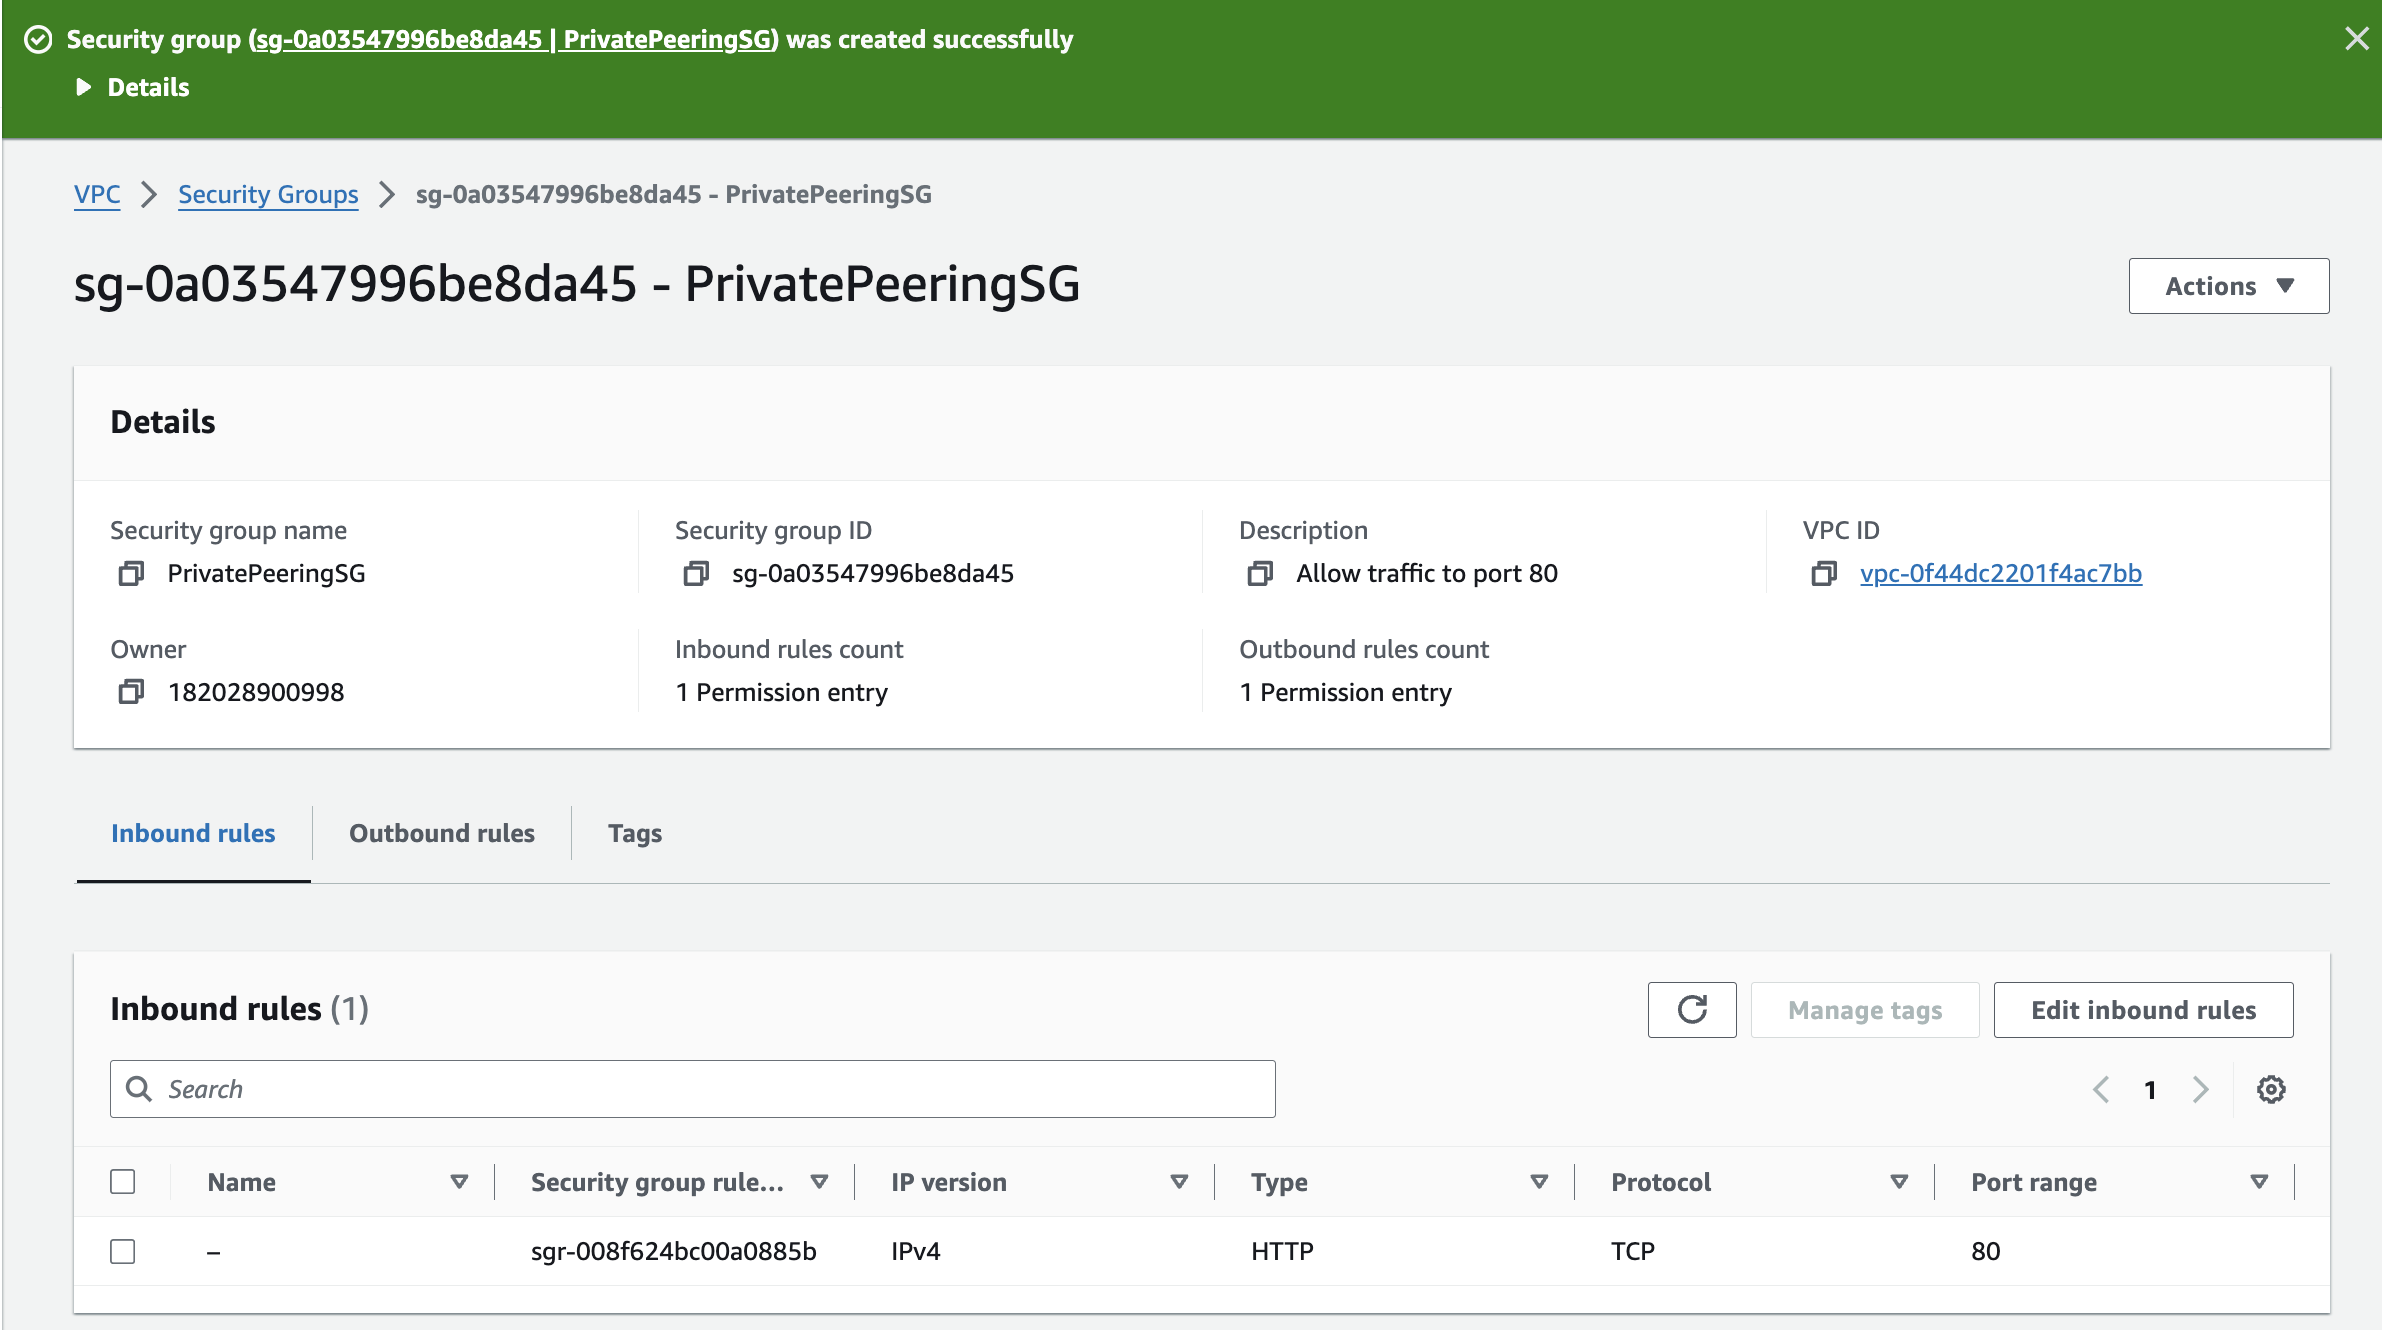 Security group (sg-0a03547996be8da45 | PrivatePeeringSG) was created successfully
Details
VPC > Security Groups > sg-0a03547996be8da45 - PrivatePeeringSG
sg-0a03547996be8da45 - PrivatePeeringSG
Actions
Details
Security group name Security group ID Description VPC ID
PrivatePeeringSG sg-0a03547996be8da45 Allow traffic to port 80 vpc-0f44dc2201f4ac7bb
Owner Inbound rules count Outbound rules count
182028900998 1 Permission entry 1 Permission entry
Inbound rules Outbound rules Tags
Inbound rules (1) Manage tags Edit inbound rules
Search 1
Name Security group rule... IP version Type Protocol Port range
– sgr-008f624bc00a0885b IPv4 HTTP TCP 80